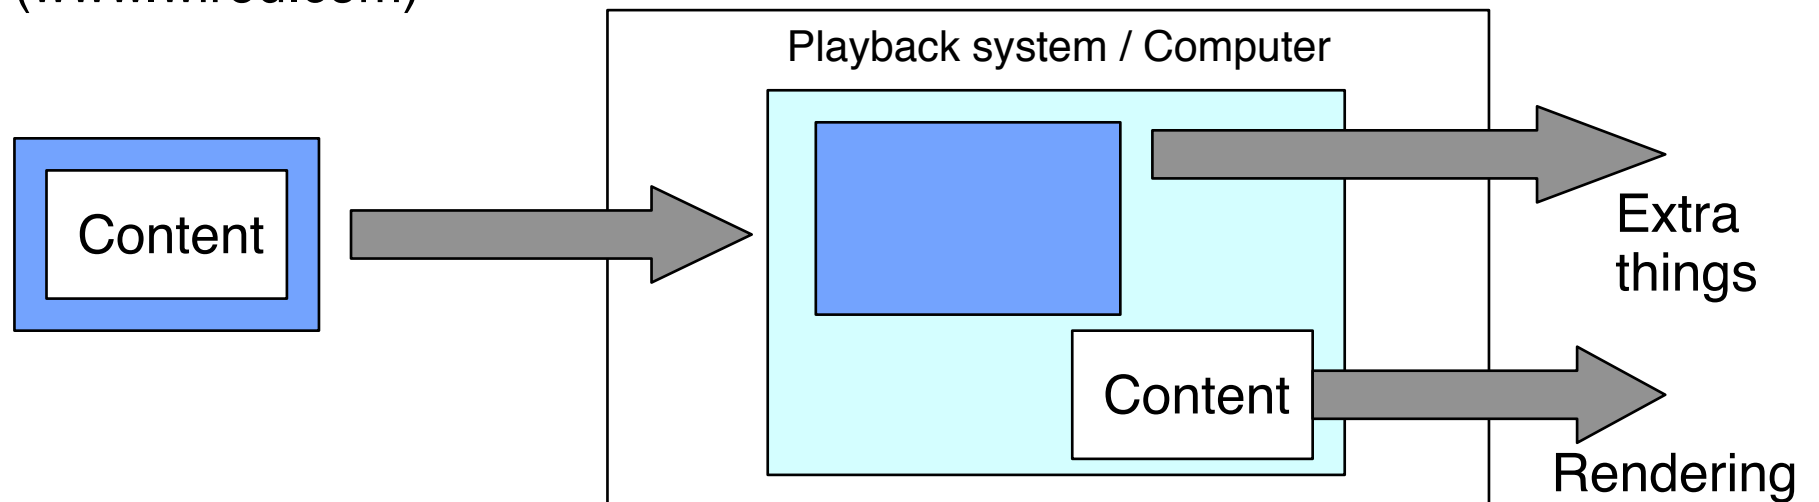 Playback system / Computer
Content
Extra
things
Content
Rendering